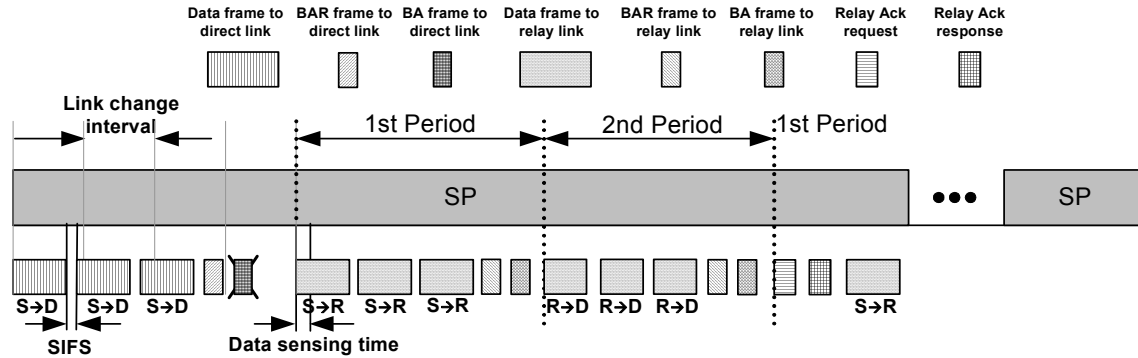 Data frame to direct link
BAR frame to direct link
BA frame to direct link
Data frame to relay link
BAR frame to relay link
BA frame to relay link
Relay Ack request
Relay Ack response
Link change interval
1st Period
2nd Period
1st Period
SP
●●●
SP
S→D
S→D
S→D
S→R
S→R
S→R
R→D
R→D
R→D
S→R
SIFS
Data sensing time